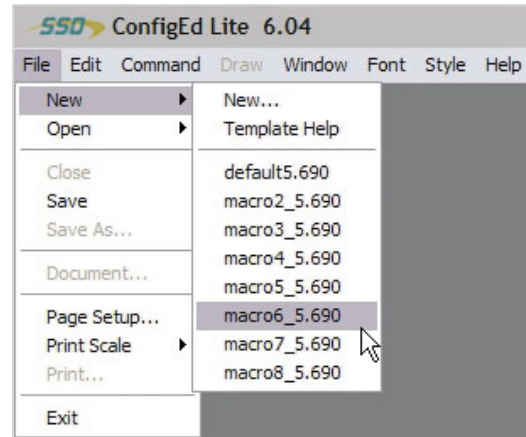 SSD ConfigEd Lite 6.04
File Edit Command Draw Window Font Style Help
New
Open
Close
Save
Save As...
Document...
Page Setup...
Print Scale
Print...
Exit
New...
Template Help
default5.690
macro2_5.690
macro3_5.690
macro4_5.690
macro5_5.690
macro6_5.690
macro7_5.690
macro8_5.690